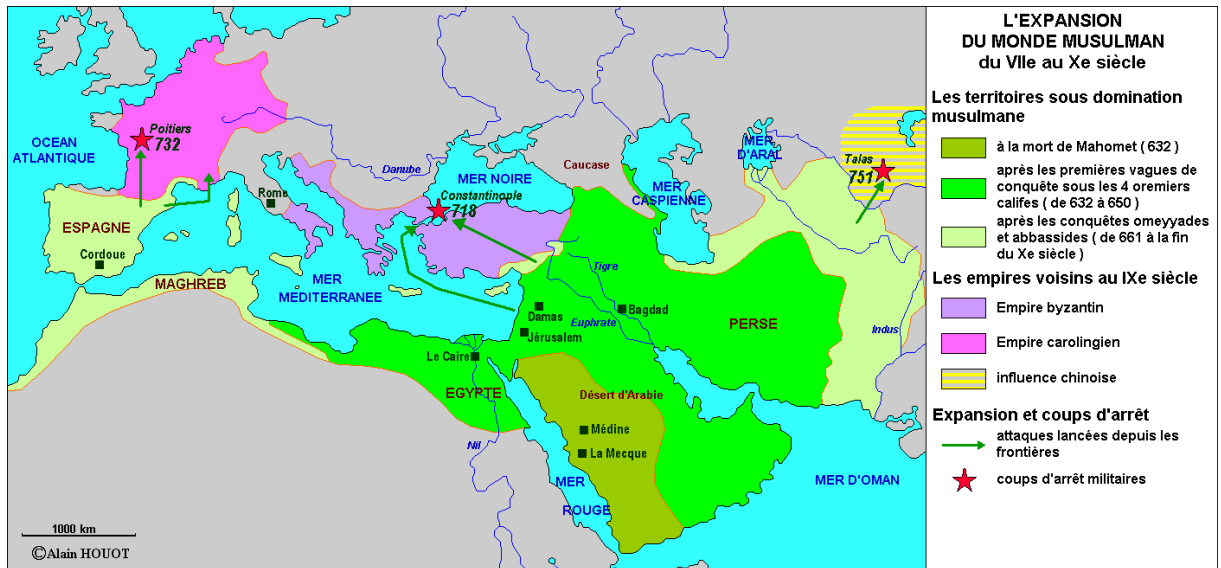 L'EXPANSION
DU MONDE MUSULMAN
du VIIe au Xe siècle
Les territoires sous domination
musulmane
à la mort de Mahomet ( 632 )
après les premières vagues de
conquête sous les 4 oremiers
califes ( de 632 à 650 )
après les conquêtes omeyyades
et abbassides ( de 661 à la fin
du Xe siècle )
Les empires voisins au IXe siècle
Empire byzantin
Empire carolingien
influence chinoise
Expansion et coups d'arrêt
attaques lancées depuis les
frontières
coups d'arrêt militaires
OCEAN
ATLANTIQUE
Poitiers
732
Danube
MER NOIRE
Constantinople
718
Caucase
MER
CASPIENNE
MER
D'ARAL
Talas
751
Rome
ESPAGNE
Cordoue
MAGHREB
MER
MEDITERRANEE
Tigre
Euphrate
Bagdad
Damas
Jérusalem
PERSE
Indus
Le Caire
EGYPTE
Nil
Désert d'Arabie
Médine
La Mecque
MER
ROUGE
MER D'OMAN
1000 km
©Alain HOUOT